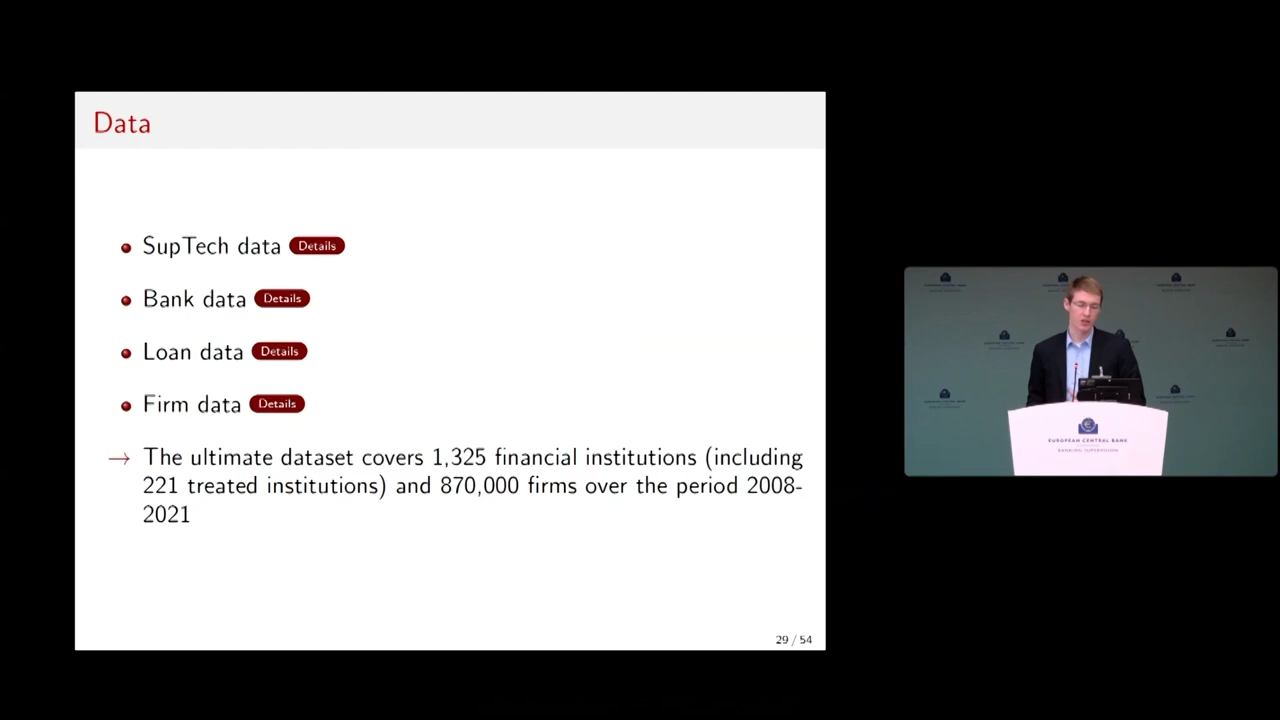 Data
SupTech data Details
Bank data Details
Loan data Details
Firm data Details
→ The ultimate dataset covers 1,325 financial institutions (including
221 treated institutions) and 870,000 firms over the period 2008-
2021
29 / 54
EUROPEAN CENTRAL BANK
BANKING SUPERVISION